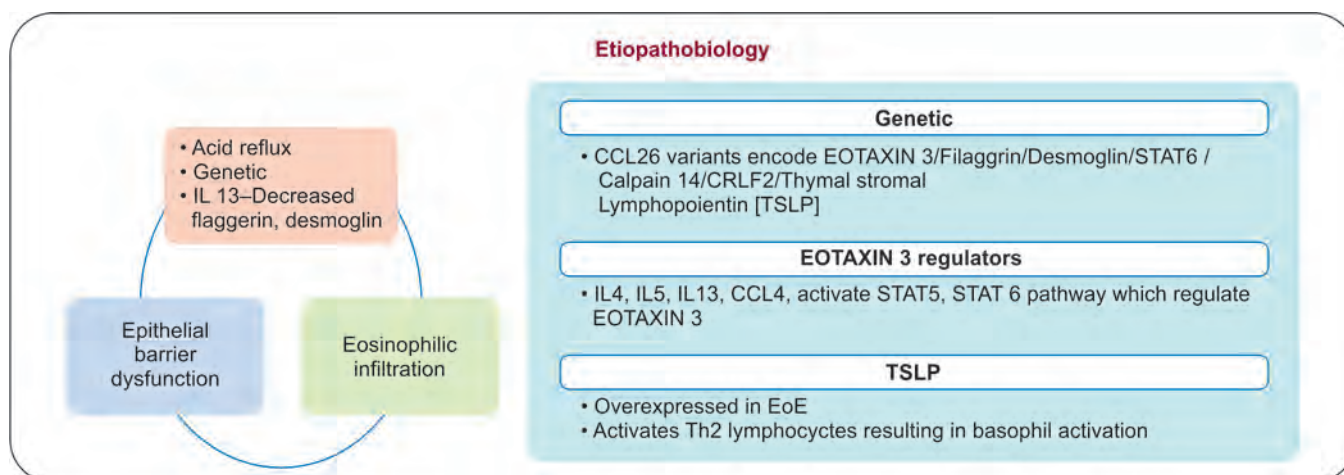 Etiopathobiology
• Acid reflux
• Genetic
• IL 13–Decreased
flaggerin, desmoglin
Epithelial
barrier
dysfunction
Eosinophilic
infiltration
Genetic
• CCL26 variants encode EOTAXIN 3/Filaggrin/Desmoglin/STAT6 /
Calpain 14/CRLF2/Thymal stromal
Lymphopoientin [TSLP]
EOTAXIN 3 regulators
• IL4, IL5, IL13, CCL4, activate STAT5, STAT 6 pathway which regulate
EOTAXIN 3
TSLP
• Overexpressed in EoE
• Activates Th2 lymphocyctes resulting in basophil activation